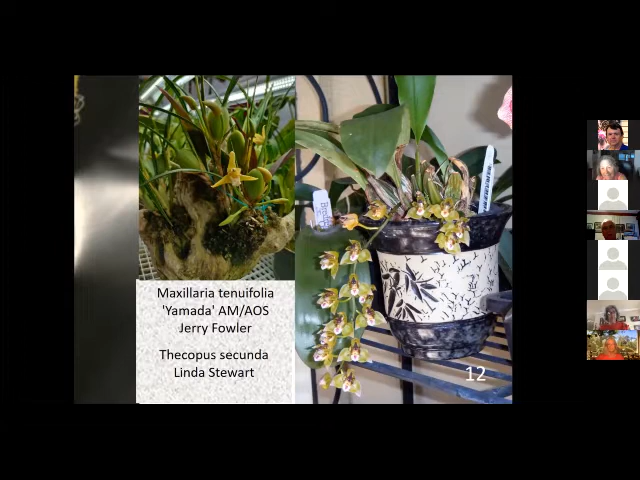 Maxillaria tenuifolia
'Yamada' AM/AOS
Jerry Fowler
Thecopus secunda
Linda Stewart
12